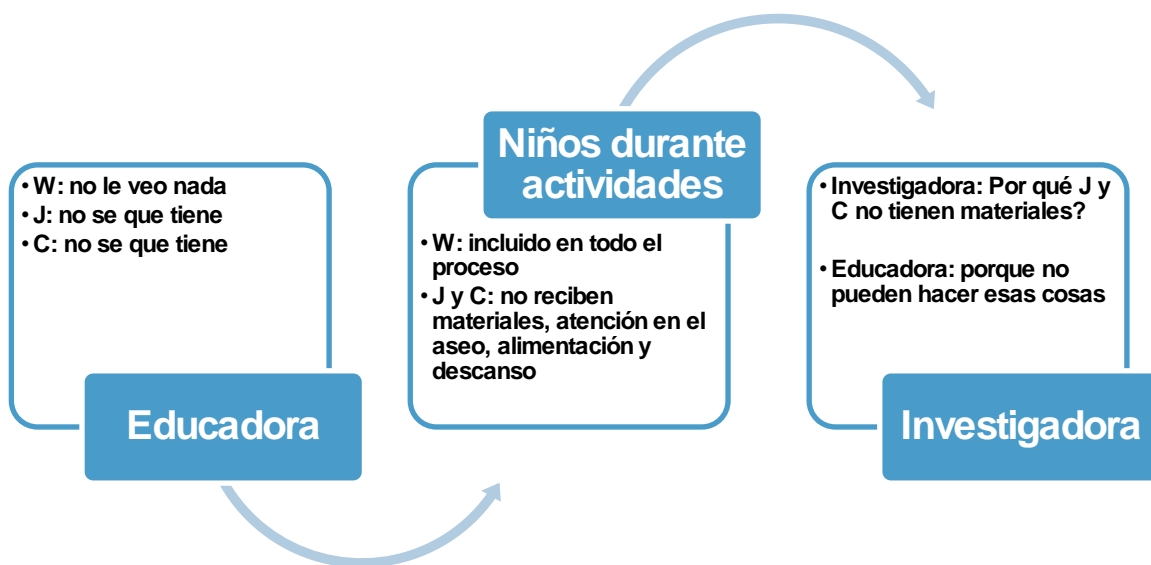 • W: no le veo nada
• J: no se que tiene
• C: no se que tiene
Educadora
Niños durante
actividades
• W: incluido en todo el
proceso
• J y C: no reciben
materiales, atención en el
aseo, alimentación y
descanso
• Investigadora: Por qué J y
C no tienen materiales?
• Educadora: porque no
pueden hacer esas cosas
Investigadora